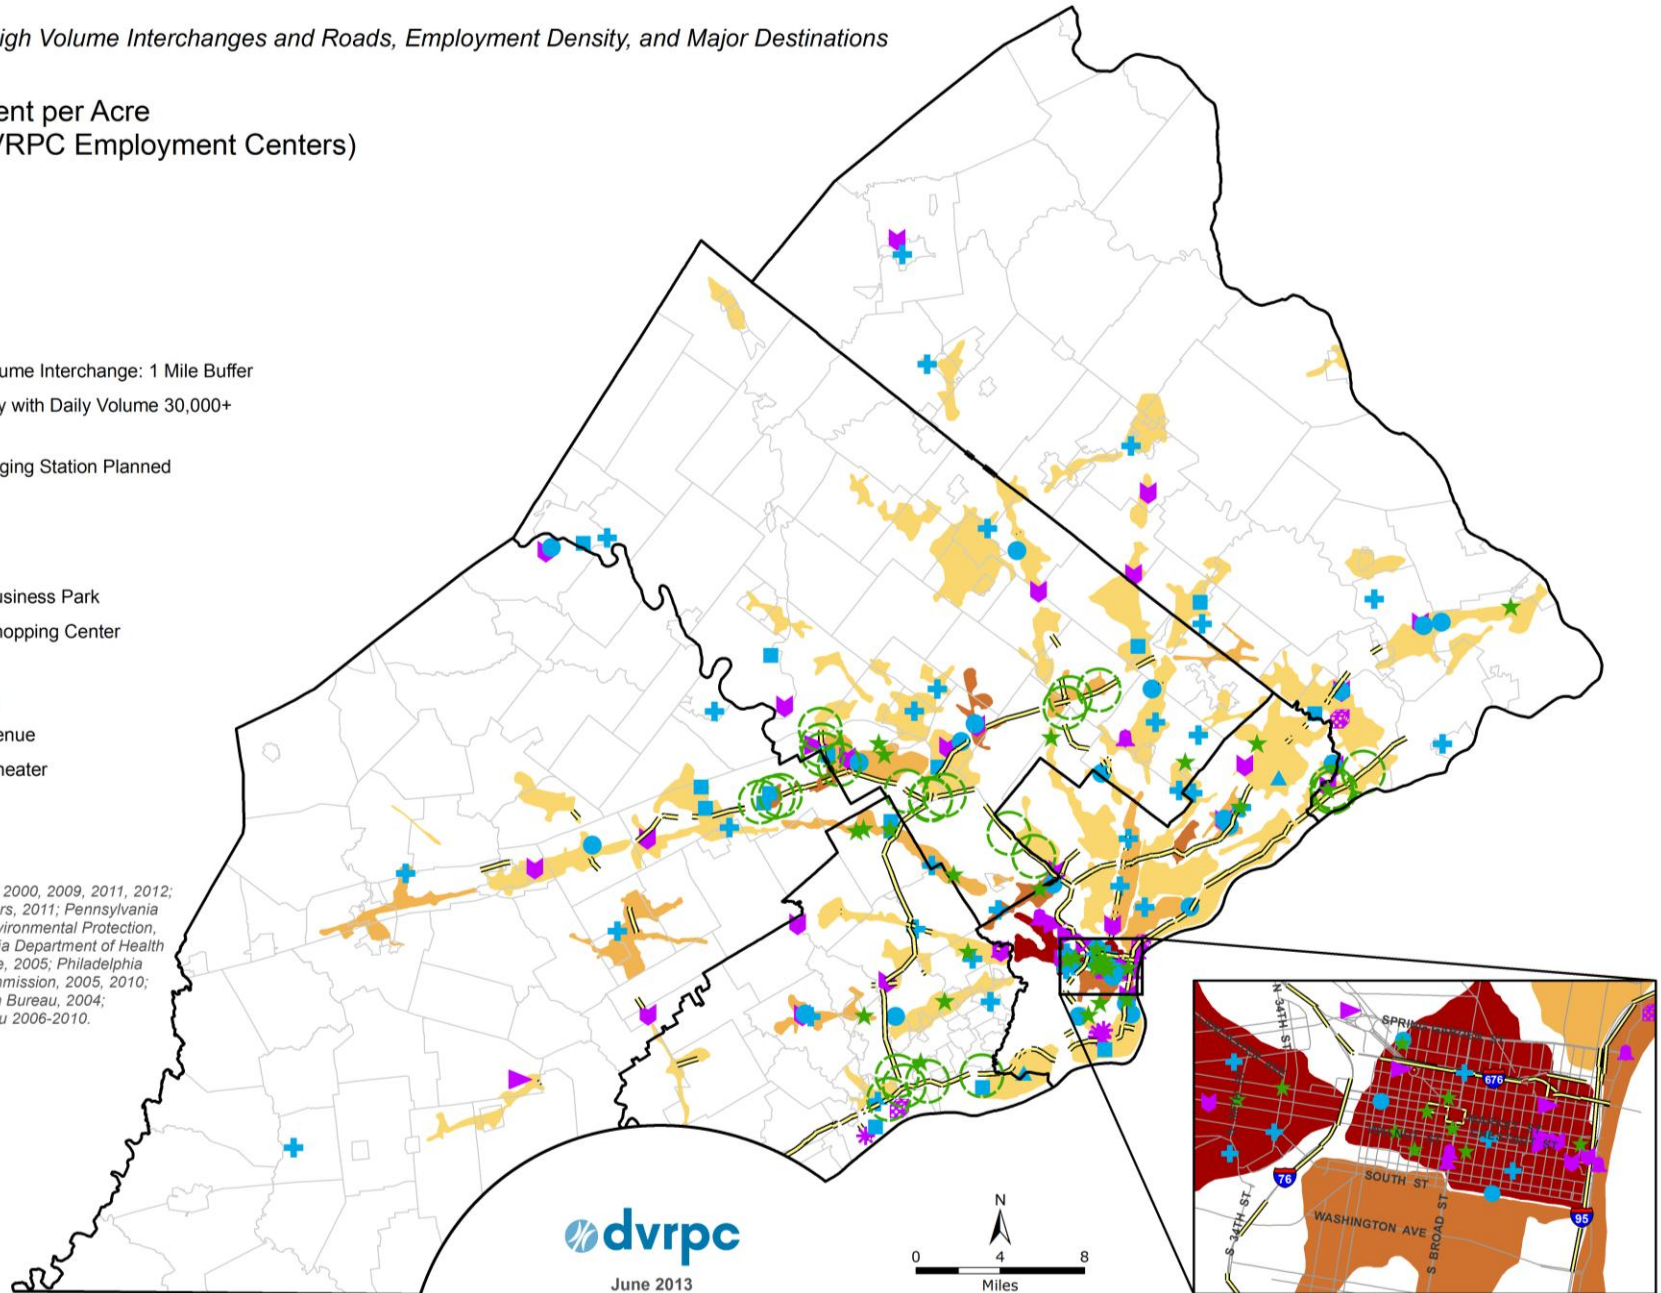 igh Volume Interchanges and Roads, Employment Density, and Major Destinations
ent per Acre
VRPC Employment Centers)
ume Interchange: 1 Mile Buffer
y with Daily Volume 30,000+
ging Station Planned
usiness Park
hopping Center
enue
heater
2000, 2009, 2011, 2012;
rs, 2011; Pennsylvania
vironmental Protection,
ia Department of Health
e, 2005; Philadelphia
mmission, 2005, 2010;
n Bureau, 2004;
u 2006-2010.
dvrpc
June 2013
N
0 4 8
Miles
N 34TH ST
676
76
SOUTH ST
WASHINGTON AVE
S 34TH ST
S BROAD ST
95